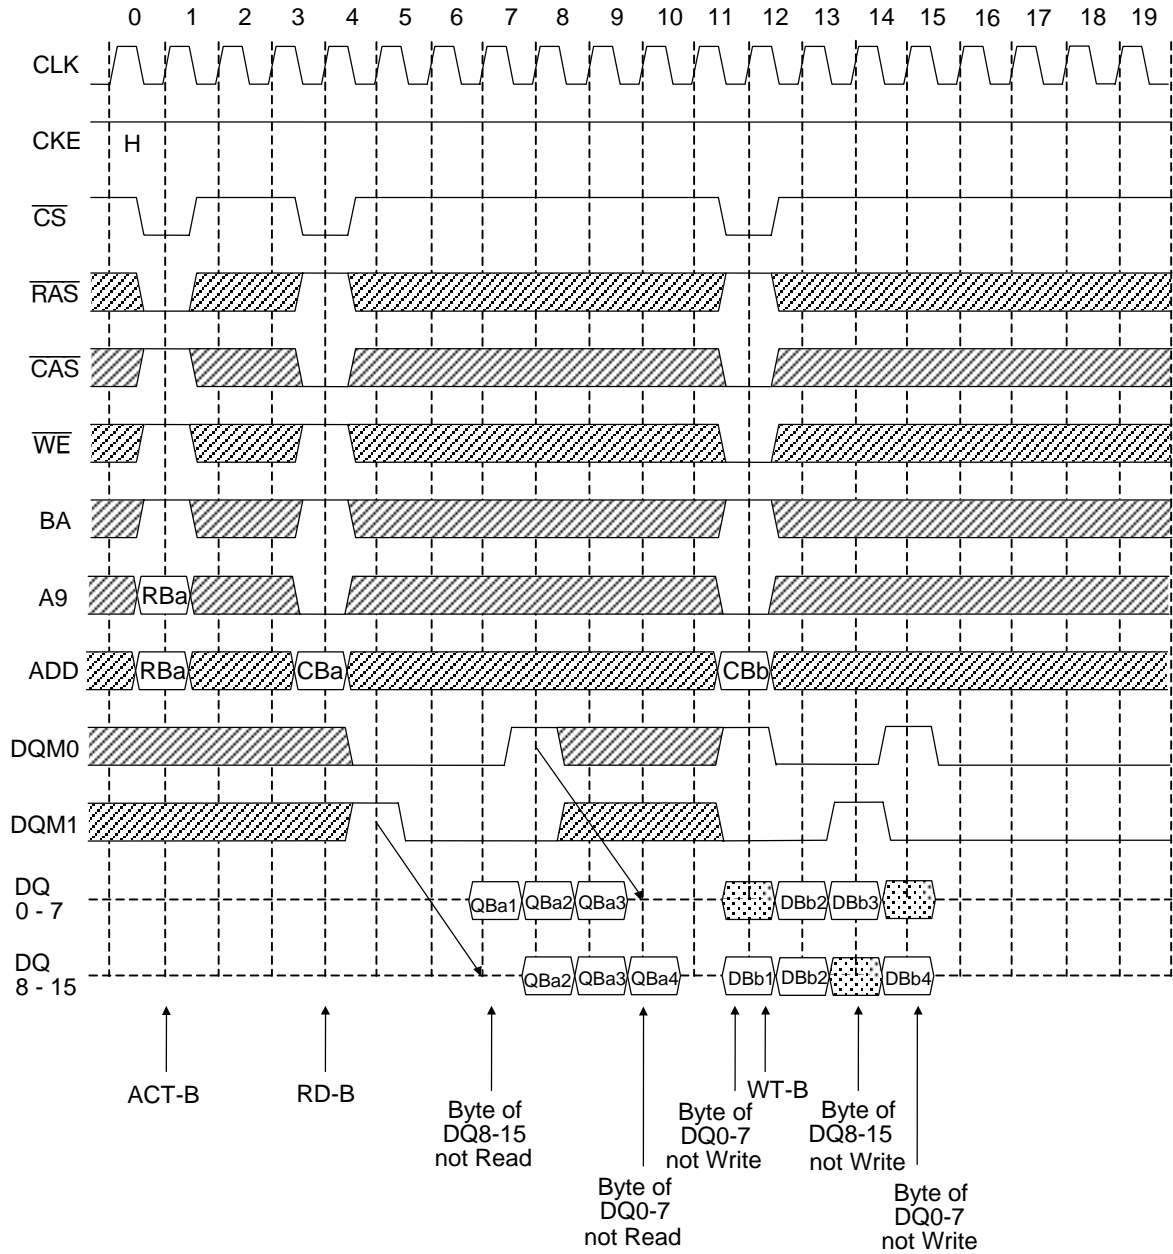 0 1 2 3 4 5 6 7 8 9 10 11 12 13 14 15 16 17 18 19
CLK
CKE H
CS
RAS
CAS
WE
BA
A9 RBa
ADD RBa CBa CBb
DQM0
DQM1
DQ
0 - 7 QBa1 QBa2 QBa3 DBb2 DBb3
DQ
8 - 15 QBa2 QBa3 QBa4 DBb1 DBb2 DBb4
ACT-B
RD-B
Byte of
DQ8-15
not Read
Byte of
DQ0-7
not Read
Byte of
DQ0-7
not Write
WT-B
Byte of
DQ8-15
not Write
Byte of
DQ0-7
not Write